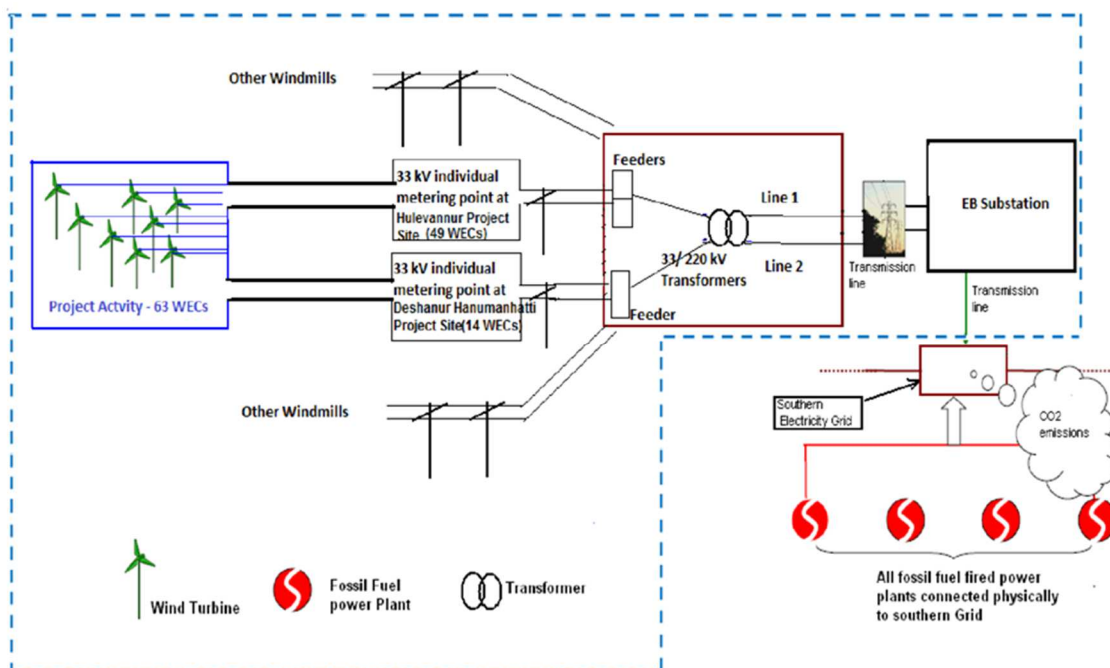 Other Windmills
Project Actvity - 63 WECs
33 kV individual
metering point at
Hulevannur Project
Site (49 WECs)
33 kV individual
metering point at
Deshanur Hanumanhatti
Project Site(14 WECs)
Other Windmills
Feeders
Line 1
33/ 220 kV
Transformers
Line 2
Feeder
Transmission
line
EB Substation
Transmission
line
Southern
Electricity Grid
CO2
emissions
All fossil fuel fired power
plants connected physically
to southern Grid
Wind Turbine
Fossil Fuel
power Plant
Transformer